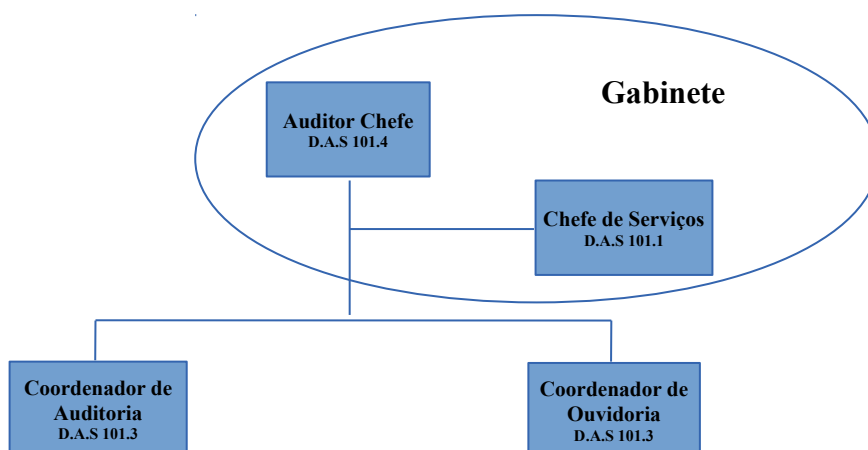 Gabinete
Auditor Chefe
D.A.S 101.4
Chefe de Serviços
D.A.S 101.1
Coordenador de
Auditoria
D.A.S 101.3
Coordenador de
Ouvidoria
D.A.S 101.3